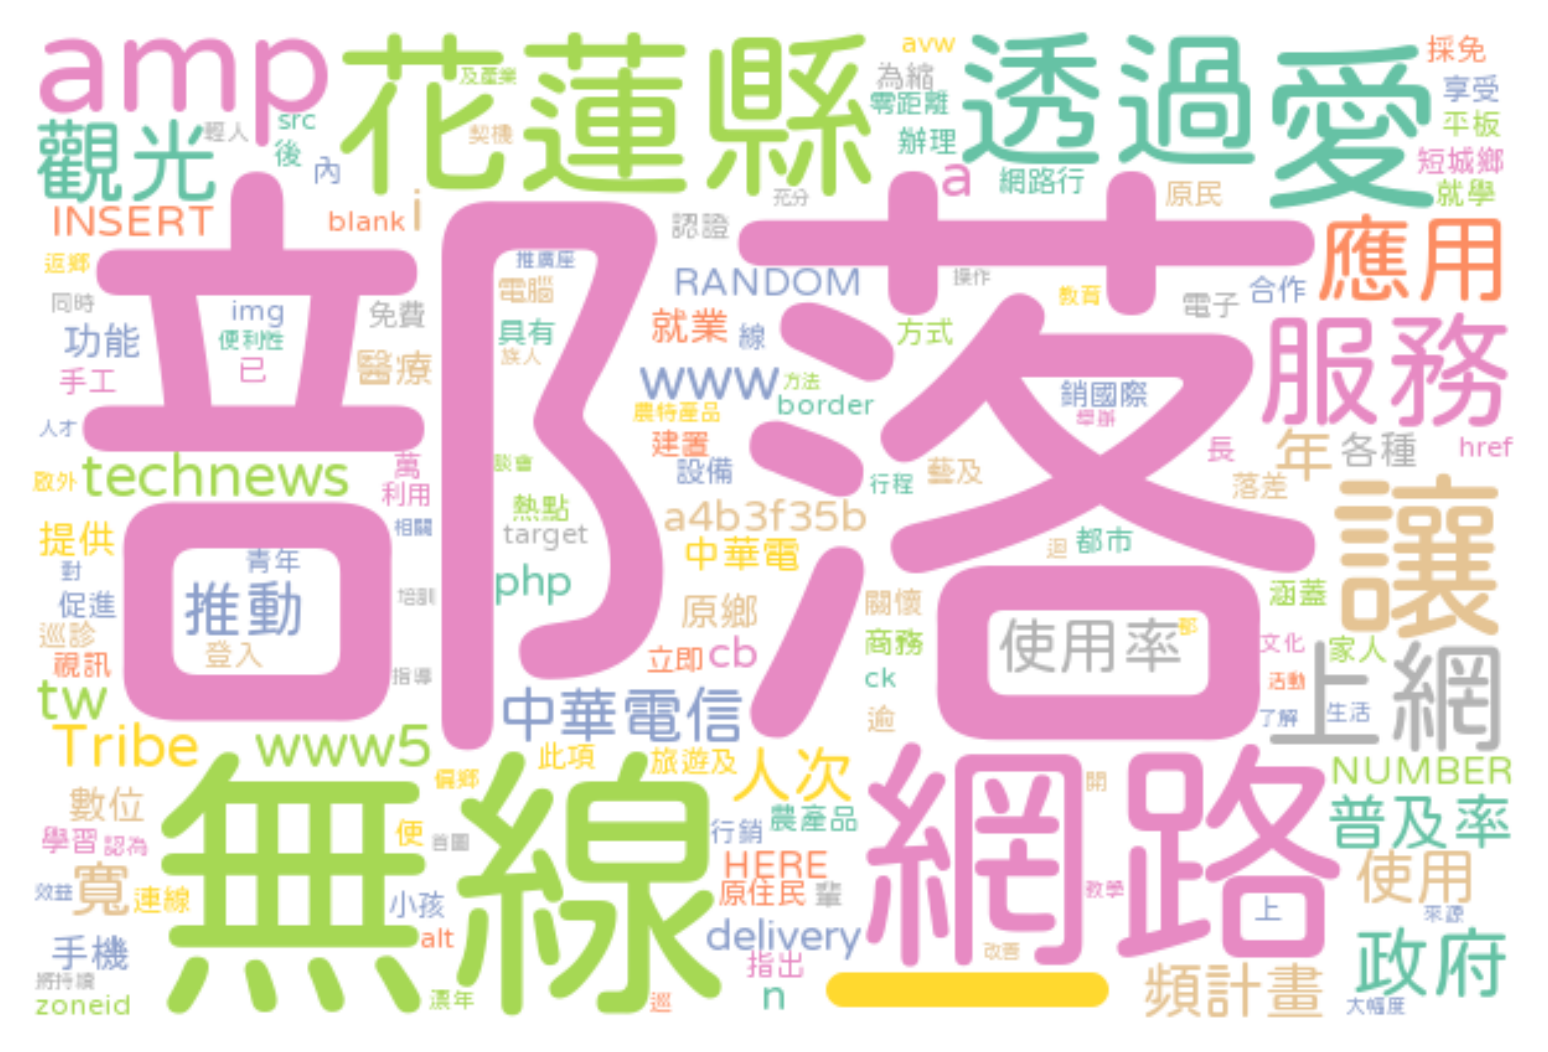 amp
花蓮縣
及產業
契機
avw
為縮
零距離
辦理
透過
愛
採免
享受
平板
短城鄉
就學
觀光
輕人
src
後
內
a
網路行
原民
充分
INSERT
blank
i
認證
部落
應用
返鄉
同時
功能
手工
人才
img
便利性
已
免費
醫療
推廣座
電腦
具有
族人
RANDOM
就業
線
方式
操作
教育
電子
合作
服務
www
方法
border
農特產品
建置
設備
銷國際
舉辦
長
年
各種
href
technews
萬
利用
談會
行程
藝及
落差
讓
提供
對
促進
巡診
視訊
相關
青年
推動
登入
培訓
指導
熱點
target
php
a4b3f35b
中華電
原鄉
立即
cb
關懷
商務
ck
逾
迴
都市
使用率
部
涵蓋
文化
家人
活動
了解
生活
上網
tw
Tribe
www5
中華電信
此項
旅遊及
人次
無線
網路
NUMBER
普及率
數位
學習
認為
效益
寬
連線
偏鄉
便
首圖
小孩
alt
行銷
農產品
HERE
原住民
輩
delivery
指出
n
開
教學
改善
上
使用
來源
政府
手機
將持續
zoneid
巡
頻計畫
大幅度